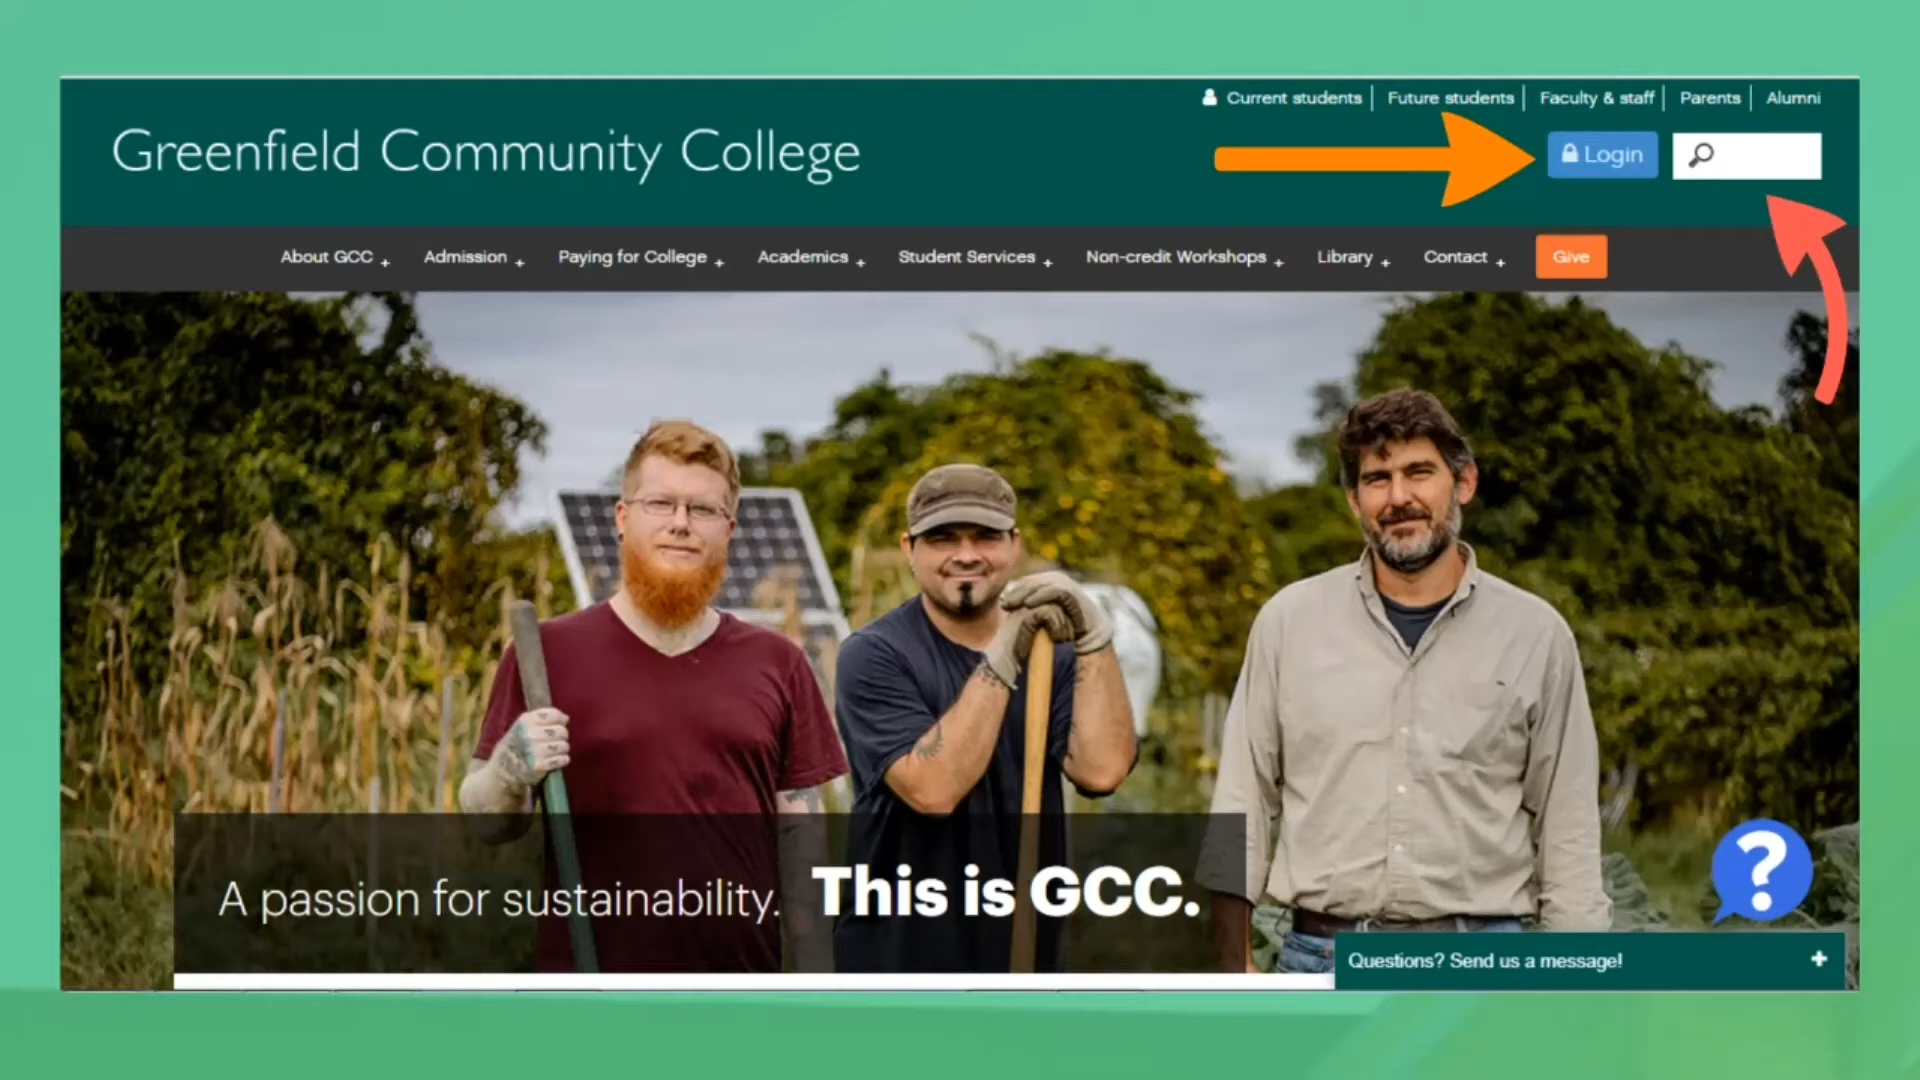 Current students
Future students
Faculty & staff
Parents
Alumni
Greenfield Community College
Login
About GCC +
Admission +
Paying for College +
Academics +
Student Services +
Non-credit Workshops +
Library +
Contact +
Give
A passion for sustainability. This is GCC.
?
Questions? Send us a message! +